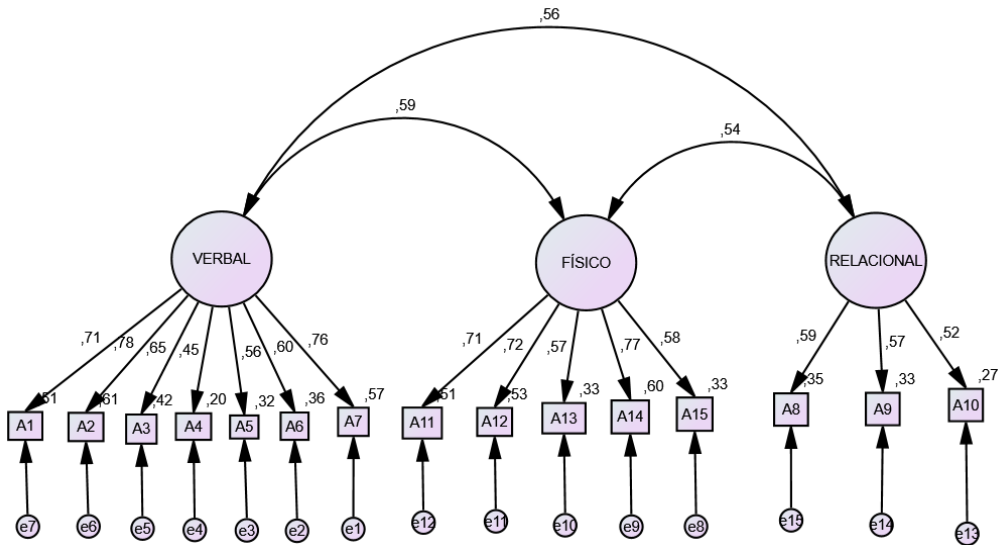 ,56
,59
,54
VERBAL
FÍSICO
RELACIONAL
,71 ,78 ,65 ,45 ,56 ,60 ,76
,71 ,72 ,57 ,77 ,58
,59 ,57 ,52
,51 ,61 ,42 ,20 ,32 ,36 ,57
,51 ,53 ,33 ,60 ,33
,35 ,33 ,27
A1 A2 A3 A4 A5 A6 A7
A11 A12 A13 A14 A15
A8 A9 A10
e7 e6 e5 e4 e3 e2 e1
e12 e11 e10 e9 e8
e15 e14 e13